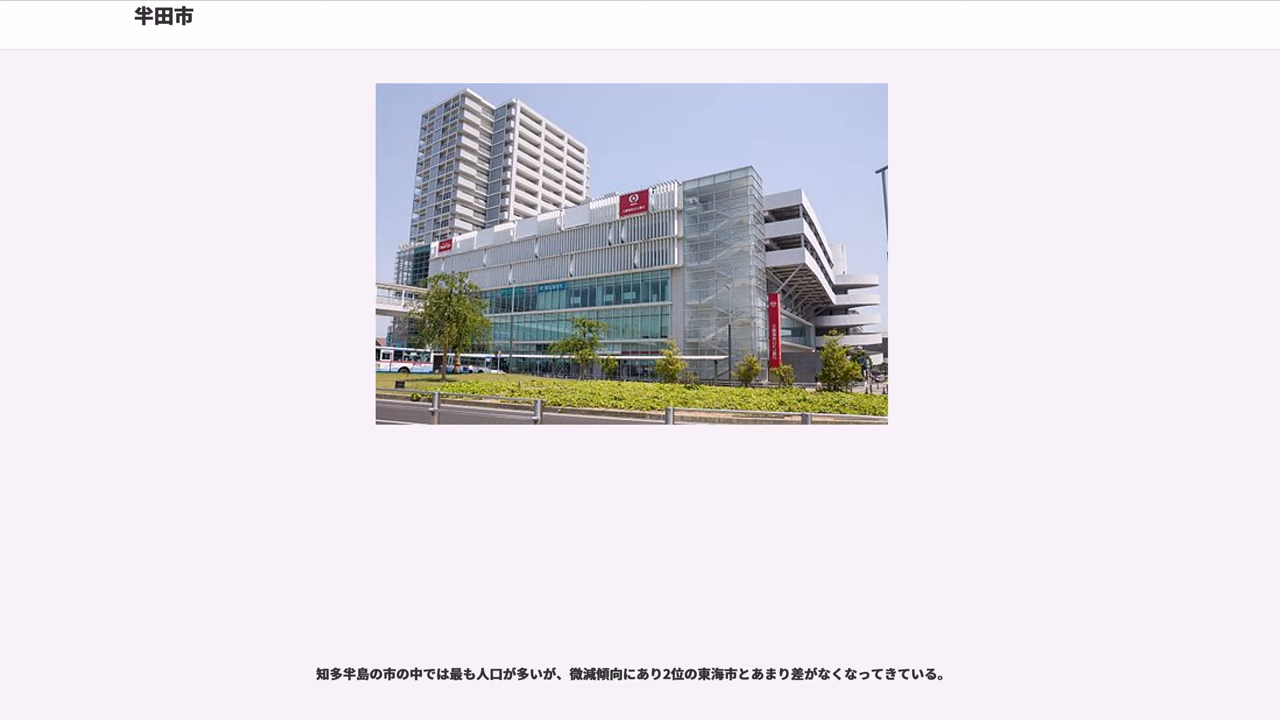 半田市
知多半島の市の中では最も人口が多いが、微減傾向にあり2位の東海市とあまり差がなくなってきている。